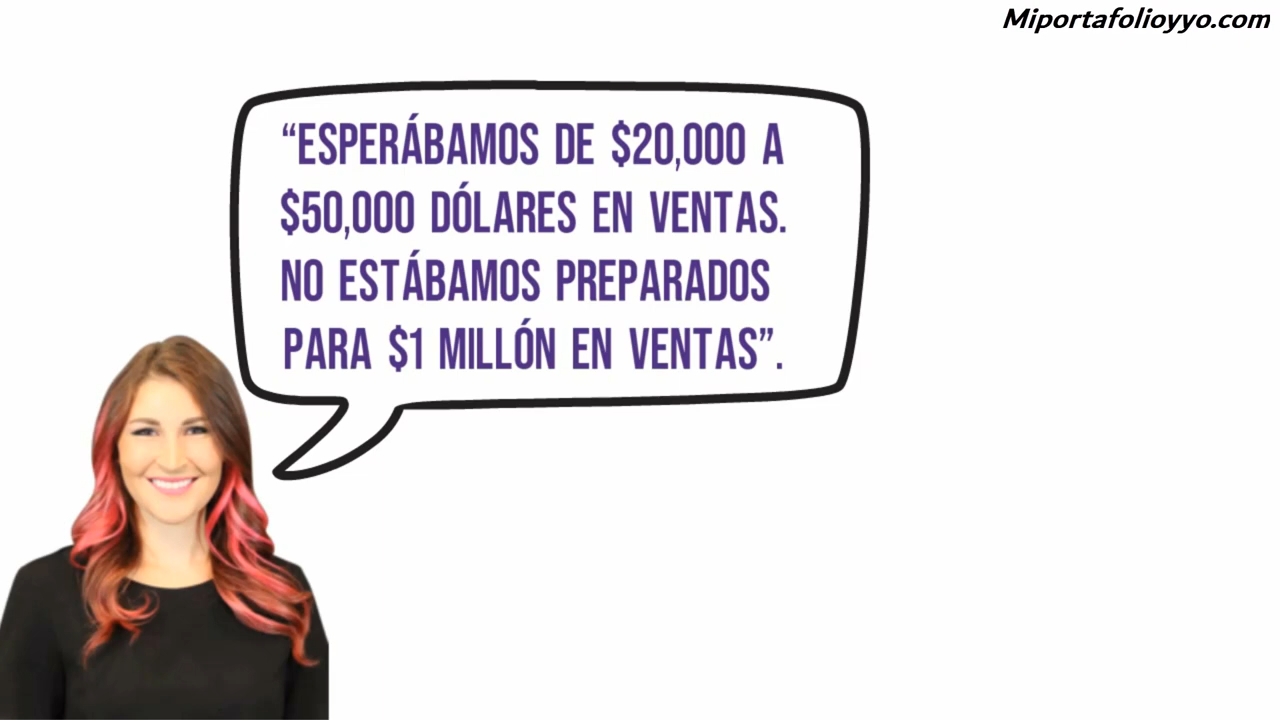 Miportafolioyyo.com
“ESPERÁBAMOS DE $20,000 A
$50,000 DÓLARES EN VENTAS.
NO ESTÁBAMOS PREPARADOS
PARA $1 MILLÓN EN VENTAS”.